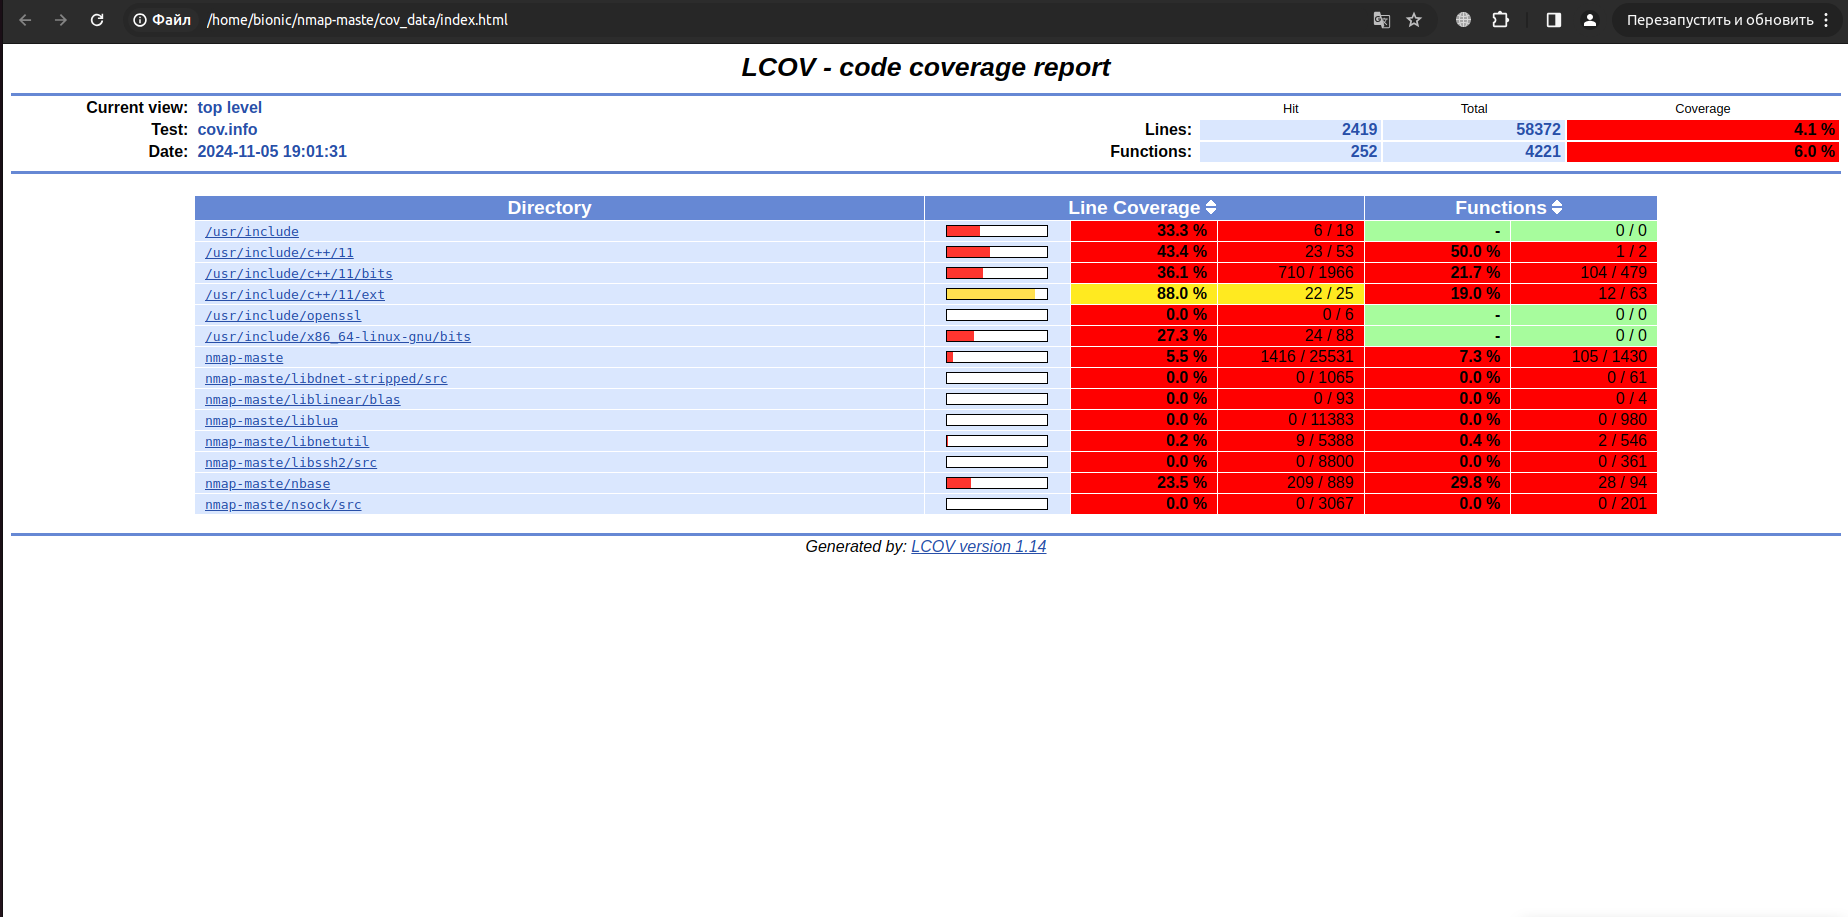 Файл /home/bionic/nmap-maste/cov_data/index.html Перезапустить и обновить
LCOV - code coverage report
Current view: top level Hit Total Coverage
Test: cov.info Lines: 2419 58372 4.1 %
Date: 2024-11-05 19:01:31 Functions: 252 4221 6.0 %
Directory Line Coverage Functions
/usr/include 33.3 % 6 / 18 - 0 / 0
/usr/include/c++/11 43.4 % 23 / 53 50.0 % 1 / 2
/usr/include/c++/11/bits 36.1 % 710 / 1966 21.7 % 104 / 479
/usr/include/c++/11/ext 88.0 % 22 / 25 19.0 % 12 / 63
/usr/include/openssl 0.0 % 0 / 6 - 0 / 0
/usr/include/x86_64-linux-gnu/bits 27.3 % 24 / 88 - 0 / 0
nmap-maste 5.5 % 1416 / 25531 7.3 % 105 / 1430
nmap-maste/libdnet-stripped/src 0.0 % 0 / 1065 0.0 % 0 / 61
nmap-maste/liblinear/blas 0.0 % 0 / 93 0.0 % 0 / 4
nmap-maste/liblua 0.0 % 0 / 11383 0.0 % 0 / 980
nmap-maste/libnetutil 0.2 % 9 / 5388 0.4 % 2 / 546
nmap-maste/libssh2/src 0.0 % 0 / 8800 0.0 % 0 / 361
nmap-maste/nbase 23.5 % 209 / 889 29.8 % 28 / 94
nmap-maste/nsock/src 0.0 % 0 / 3067 0.0 % 0 / 201
Generated by: LCOV version 1.14